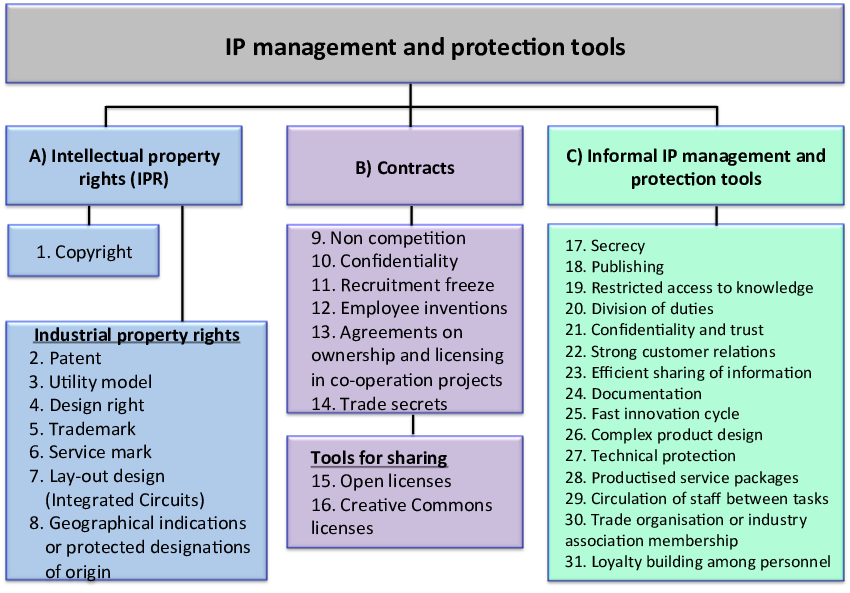 IP management and protection tools
A) Intellectual property
rights (IPR)
1. Copyright
Industrial property rights
2. Patent
3. Utility model
4. Design right
5. Trademark
6. Service mark
7. Lay-out design
(Integrated Circuits)
8. Geographical indications
or protected designations
of origin
B) Contracts
9. Non competition
10. Confidentiality
11. Recruitment freeze
12. Employee inventions
13. Agreements on
ownership and licensing
in co-operation projects
14. Trade secrets
Tools for sharing
15. Open licenses
16. Creative Commons
licenses
C) Informal IP management and
protection tools
17. Secrecy
18. Publishing
19. Restricted access to knowledge
20. Division of duties
21. Confidentiality and trust
22. Strong customer relations
23. Efficient sharing of information
24. Documentation
25. Fast innovation cycle
26. Complex product design
27. Technical protection
28. Productised service packages
29. Circulation of staff between tasks
30. Trade organisation or industry
association membership
31. Loyalty building among personnel